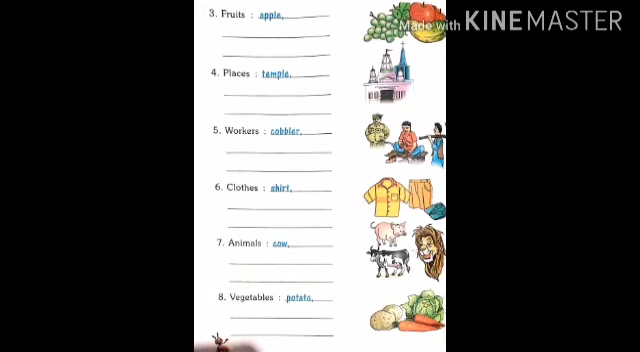 Made with KINEMASTER
3. Fruits : apple,
4. Places : temple,
5. Workers : cobbler,
6. Clothes : shirt,
7. Animals : cow,
8. Vegetables : potato,